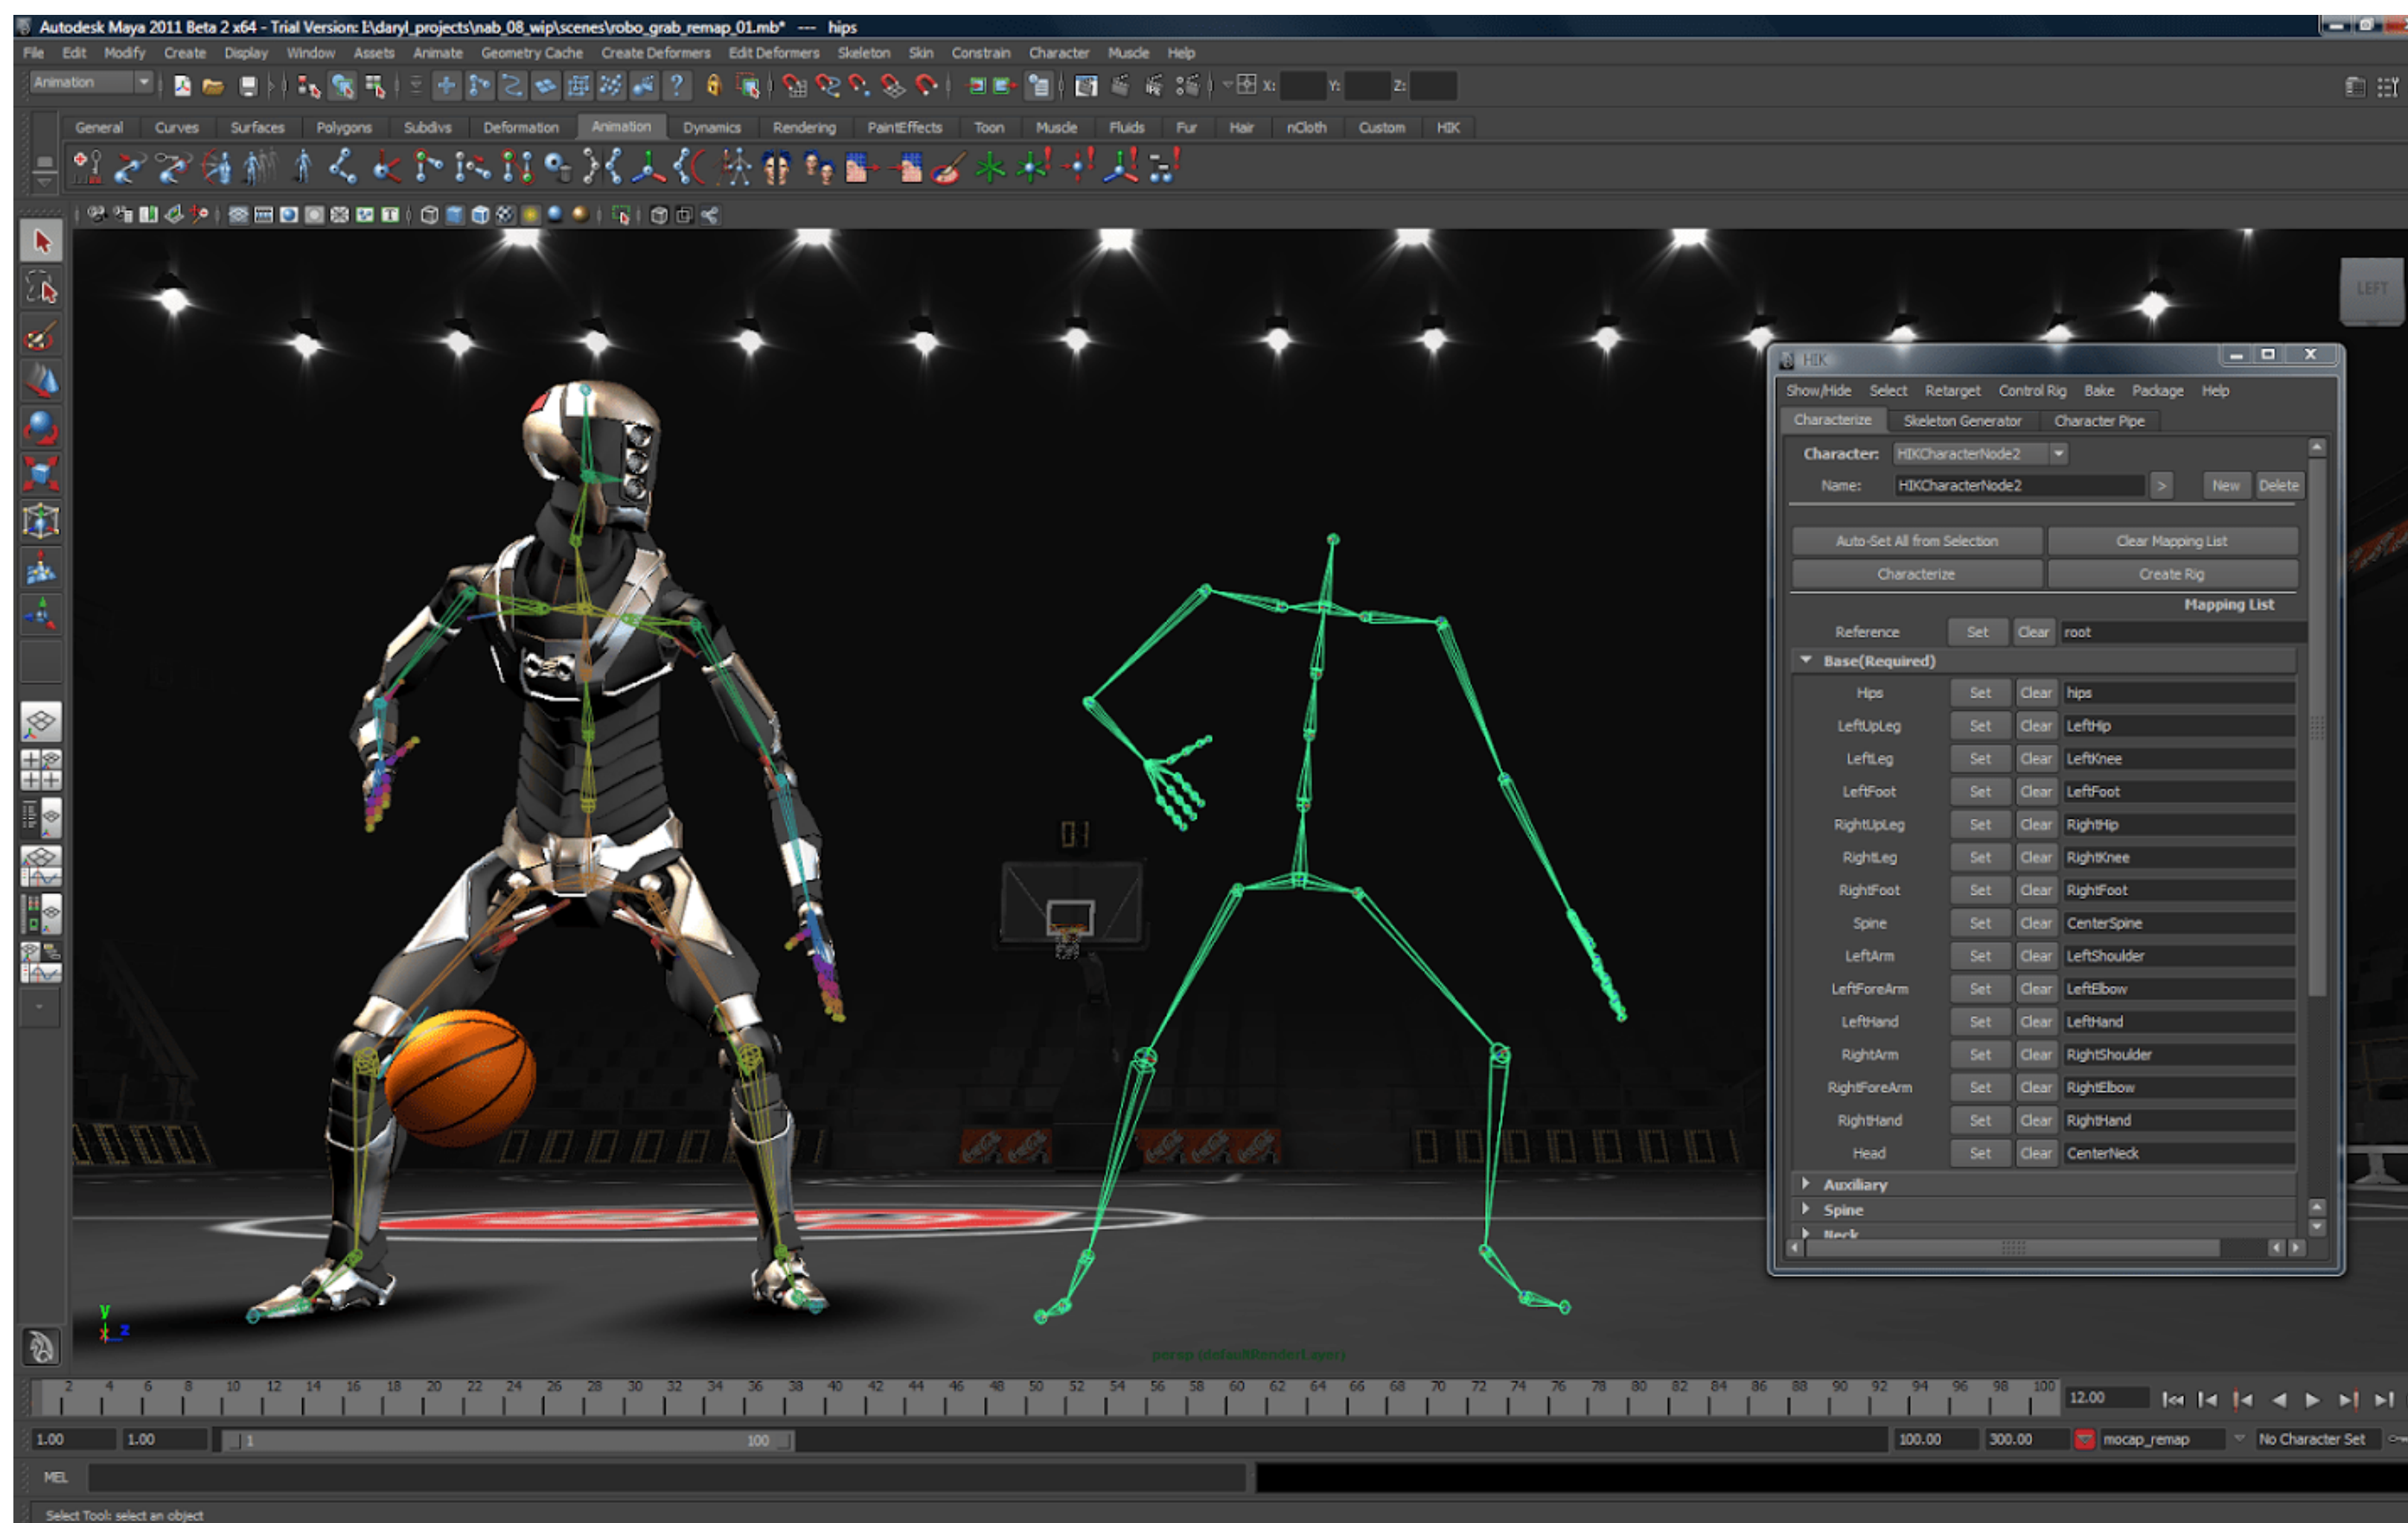 Autodesk Maya 2011 Beta 2 x64 - Trial Version: E:\daryl_projects\nab_08_wip\scenes\robo_grab_remap_01.mb* --- hips
File Edit Modify Create Display Window Assets Animate Geometry Cache Create Deformers Edit Deformers Skeleton Skin Constrain Character Muscle Help
Animation X: Y: Z:
General Curves Surfaces Polygons Subdivs Deformation Animation Dynamics Rendering PaintEffects Toon Muscle Fluids Fur Hair nCloth Custom HIK
LEFT
HIK
Show/Hide Select Retarget Control Rig Bake Package Help
Characterize Skeleton Generator Character Pipe
Character: HIKCharacterNode2
Name: HIKCharacterNode2 > New Delete
Auto-Set All from Selection Clear Mapping List
Characterize Create Rig
Mapping List
Reference Set Clear root
Base(Required)
Hips Set Clear hips
LeftUpLeg Set Clear LeftHip
LeftLeg Set Clear LeftKnee
LeftFoot Set Clear LeftFoot
RightUpLeg Set Clear RightHip
RightLeg Set Clear RightKnee
RightFoot Set Clear RightFoot
Spine Set Clear CenterSpine
LeftArm Set Clear LeftShoulder
LeftForeArm Set Clear LeftElbow
LeftHand Set Clear LeftHand
RightArm Set Clear RightShoulder
RightForeArm Set Clear RightElbow
RightHand Set Clear RightHand
Head Set Clear CenterNeck
Auxiliary
Spine
Neck
01
y
x z
persp (defaultRenderLayer)
2 4 6 8 10 12 14 16 18 20 22 24 26 28 30 32 34 36 38 40 42 44 46 48 50 52 54 56 58 60 62 64 66 68 70 72 74 76 78 80 82 84 86 88 90 92 94 96 98 100 12.00
1.00 1.00 1 100 100.00 300.00 mocap_remap No Character Set
MEL
Select Tool: select an object